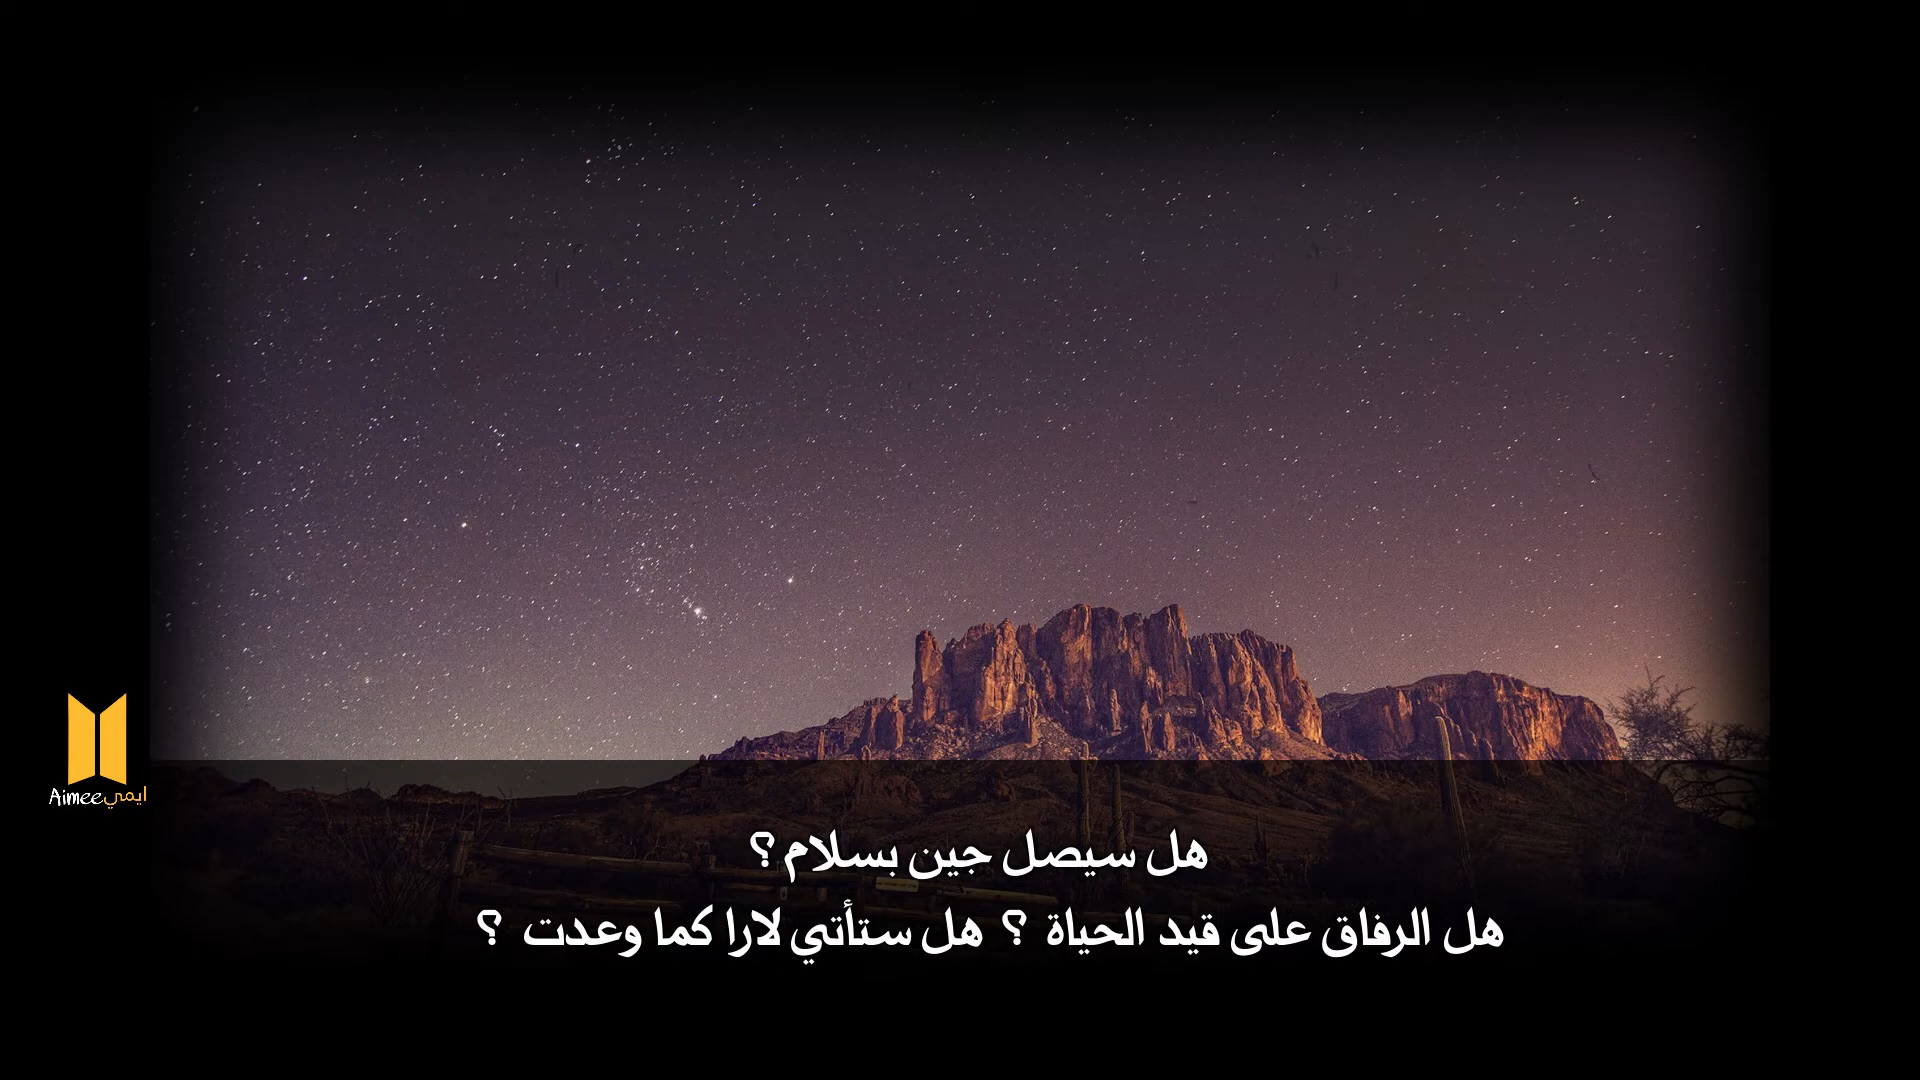 هل سيصل جين بسلام ؟
هل الرفاق على قيد الحياة ؟ هل ستأتي لارا كما وعدت ؟
Aimee ايمي